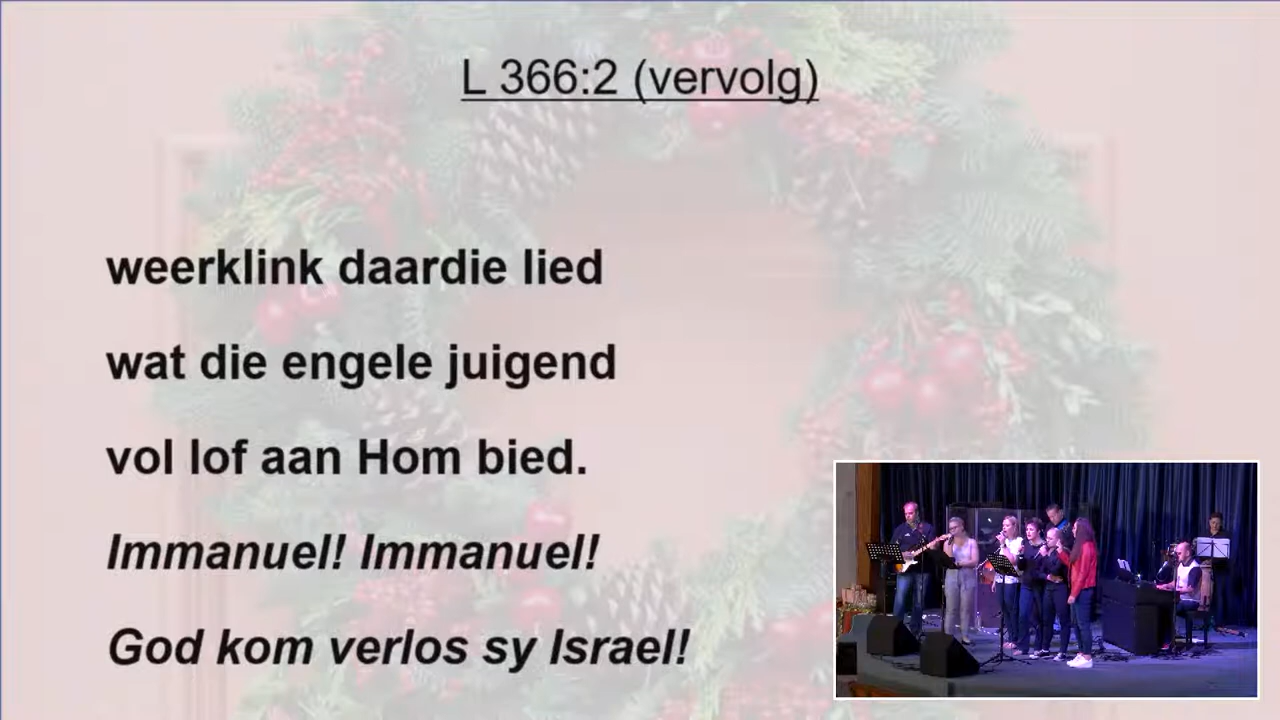 L 366:2 (vervolg)
weerklink daardie lied
wat die engele juigend
vol lof aan Hom bied.
Immanuel! Immanuel!
God kom verlos sy Israel!